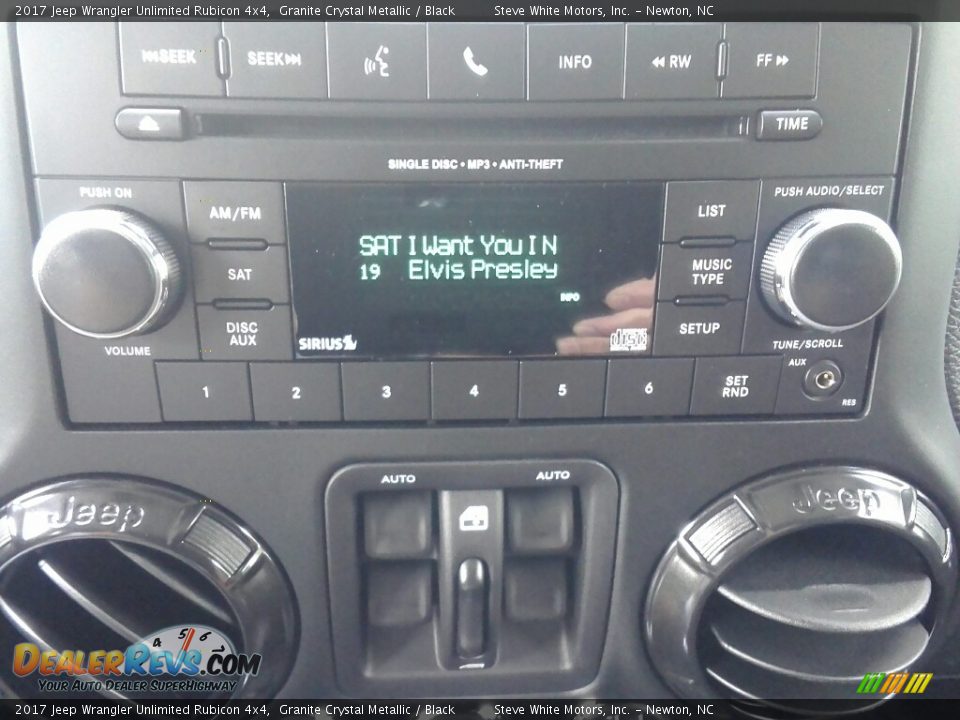 2017 Jeep Wrangler Unlimited Rubicon 4x4, Granite Crystal Metallic / Black Steve White Motors, Inc. – Newton, NC
SEEK SEEK INFO RW FF
TIME
SINGLE DISC • MP3 • ANTI-THEFT
PUSH ON PUSH AUDIO/SELECT
AM/FM LIST
SAT I Want You I N
19 Elvis Presley
SAT MUSIC TYPE
INFO
DISC AUX SETUP
SIRIUS disc
VOLUME TUNE/SCROLL
AUX
1 2 3 4 5 6 SET RND
RES
AUTO AUTO
Jeep Jeep
4 5 6
DEALERREVS.COM
YOUR AUTO DEALER SUPERHIGHWAY
2017 Jeep Wrangler Unlimited Rubicon 4x4, Granite Crystal Metallic / Black Steve White Motors, Inc. – Newton, NC